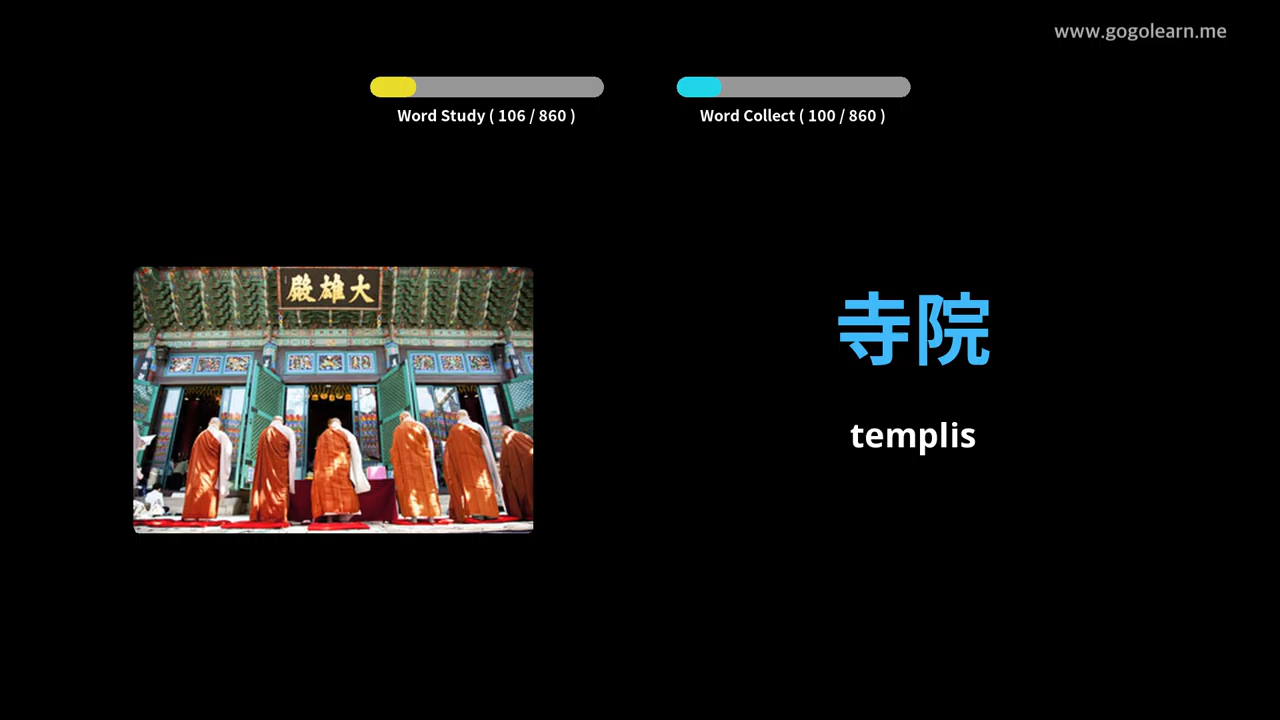 www.gogolearn.me
Word Study ( 106 / 860 )
Word Collect ( 100 / 860 )
殿雄大
寺院
templis